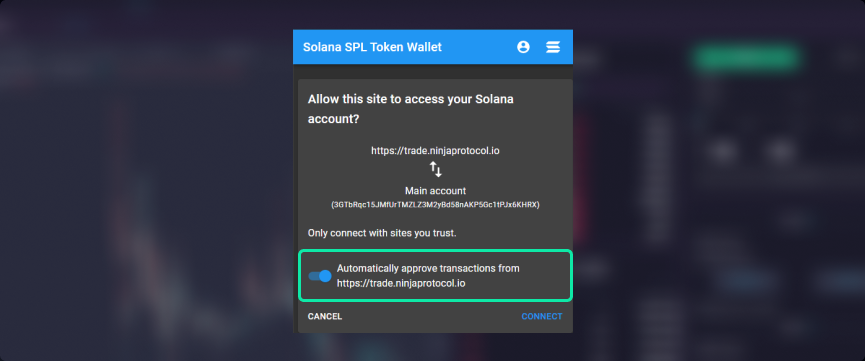 Solana SPL Token Wallet
Allow this site to access your Solana
account?
https://trade.ninjaprotocol.io
Main account
(3GTbRqc15JMfUrTMZLZ3M2yBd58nAKP5Gc1tPJx6KHRX)
Only connect with sites you trust.
Automatically approve transactions from
https://trade.ninjaprotocol.io
CANCEL
CONNECT